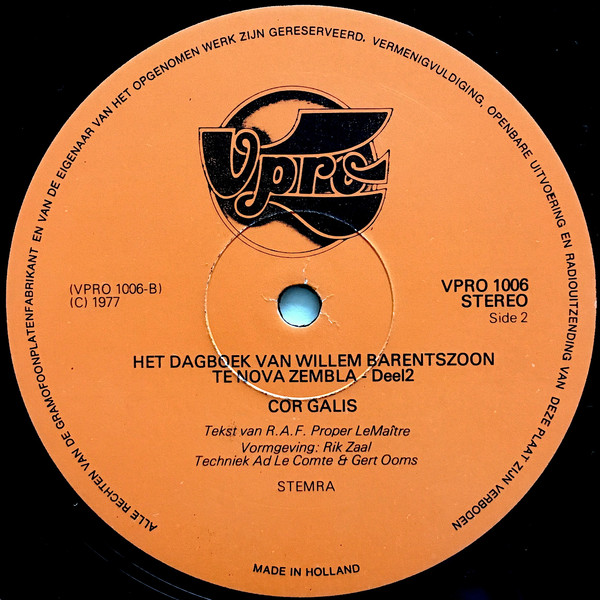 ALLE RECHTEN VAN DE GRAMOFOONPLATENFABRIKANT EN VAN DE EIGENAAR VAN HET OPGENOMEN WERK ZIJN GERESERVEERD. VERMENIGVULDIGING, OPENBARE UITVOERING EN RADIOUITZENDING VAN DEZE PLAAT ZIJN VERBODEN
Vpro
(VPRO 1006-B)
(C) 1977
VPRO 1006
STEREO
Side 2
HET DAGBOEK VAN WILLEM BARENTSZOON
TE NOVA ZEMBLA - Deel2
COR GALIS
Tekst van R.A.F. Proper LeMaître
Vormgeving: Rik Zaal
Techniek Ad Le Comte & Gert Ooms
STEMRA
MADE IN HOLLAND